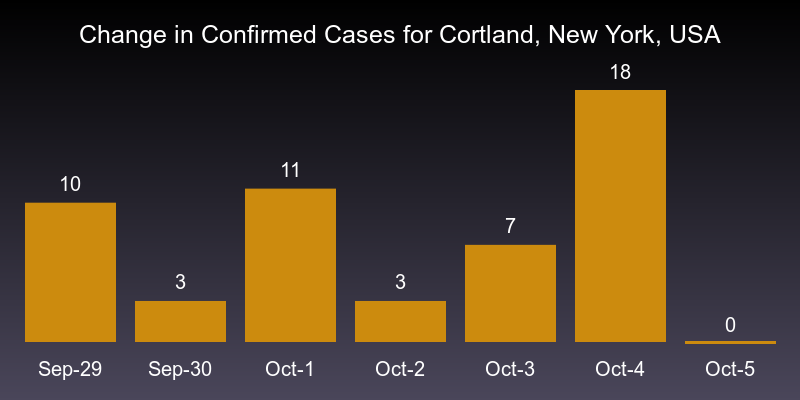 Change in Confirmed Cases for Cortland, New York, USA
10
3
11
3
7
18
0
Sep-29
Sep-30
Oct-1
Oct-2
Oct-3
Oct-4
Oct-5